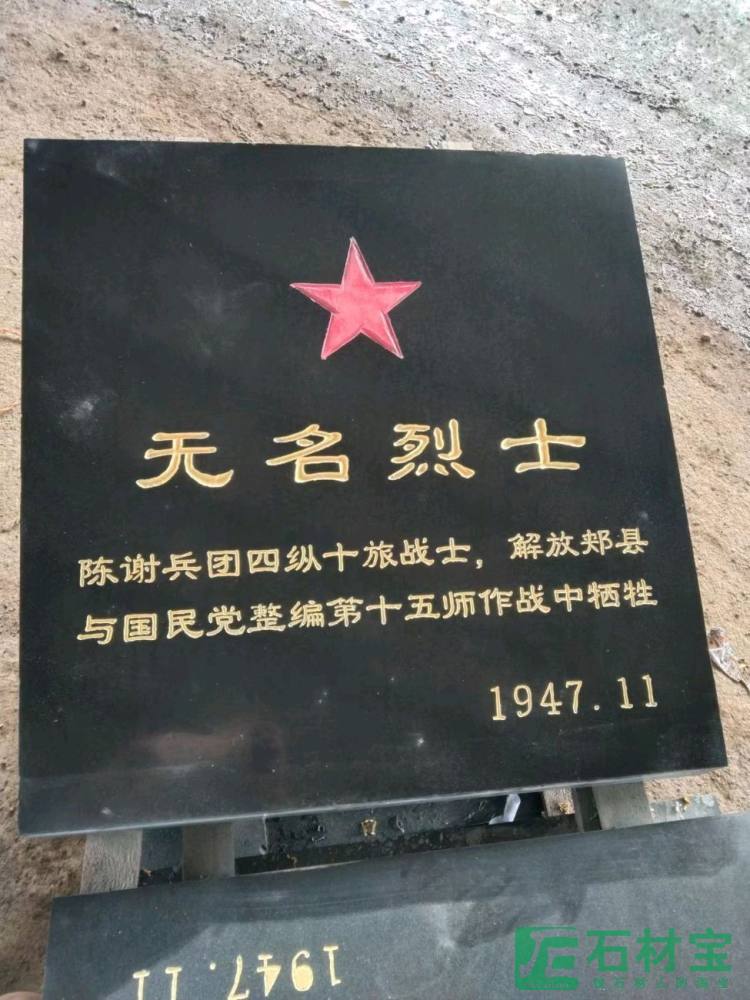 无名烈士
陈谢兵团四纵十旅战士，解放郏县
与国民党整编第十五师作战中牺牲
1947.11
1947.11
石材宝